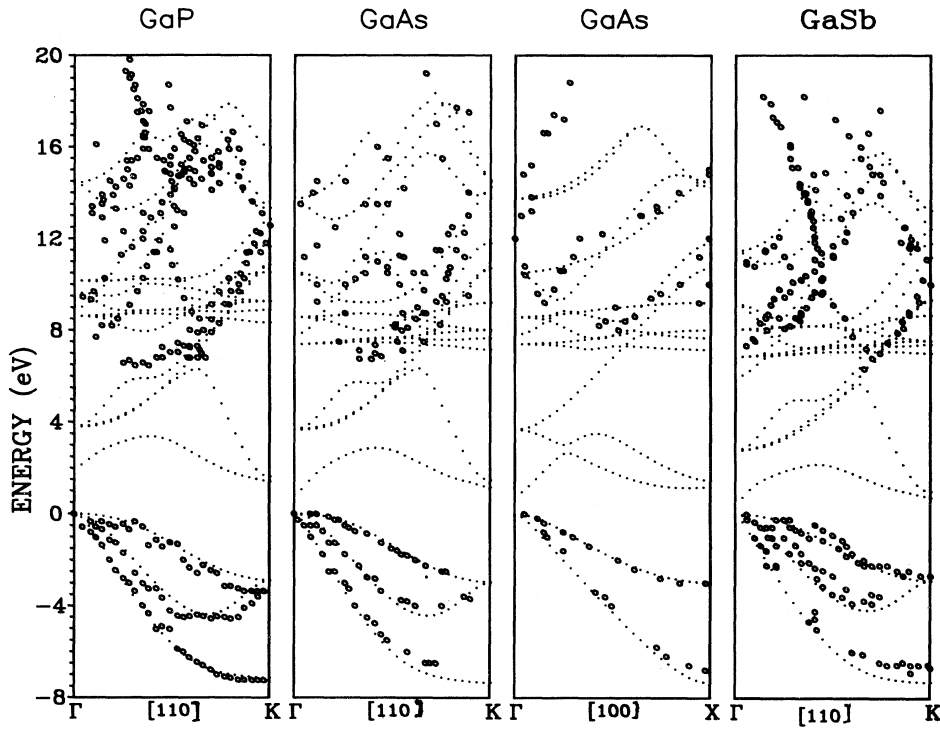 GaP GaAs GaAs GaSb
20
16
12
8
4
0
−4
−8
ENERGY (eV)
Γ [110] K Γ [110] K Γ [100] X Γ [110] K